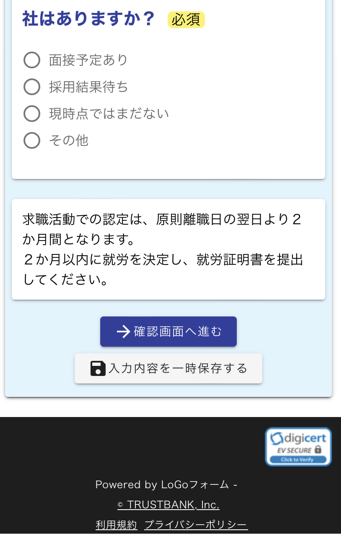 社はありますか？ 必須
面接予定あり
採用結果待ち
現時点ではまだない
その他
求職活動での認定は、原則離職日の翌日より２
か月間となります。
２か月以内に就労を決定し、就労証明書を提出
してください。
確認画面へ進む
入力内容を一時保存する
digicert
EV SECURE
Click to Verify
Powered by LoGoフォーム -
© TRUSTBANK, Inc.
利用規約 プライバシーポリシー